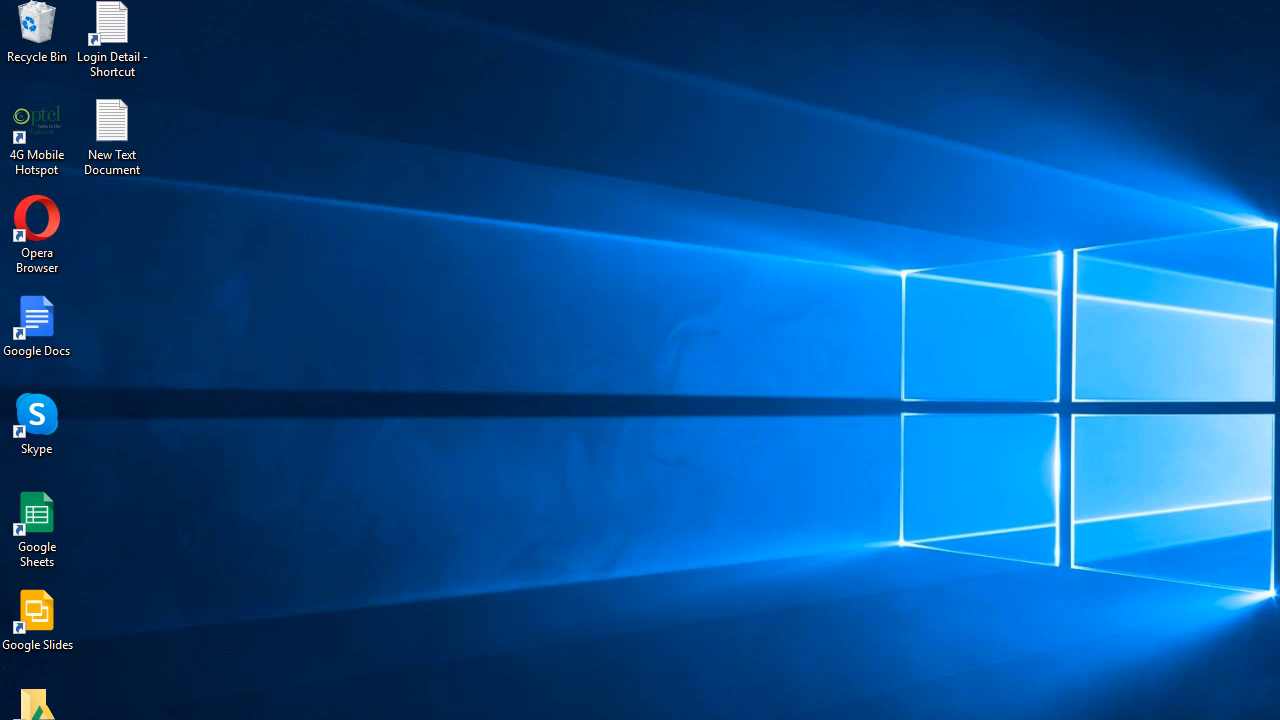 Recycle Bin
Login Detail -
Shortcut
ptcl
4G Mobile
Hotspot
New Text
Document
Opera
Browser
Google Docs
S
Skype
Google
Sheets
Google Slides